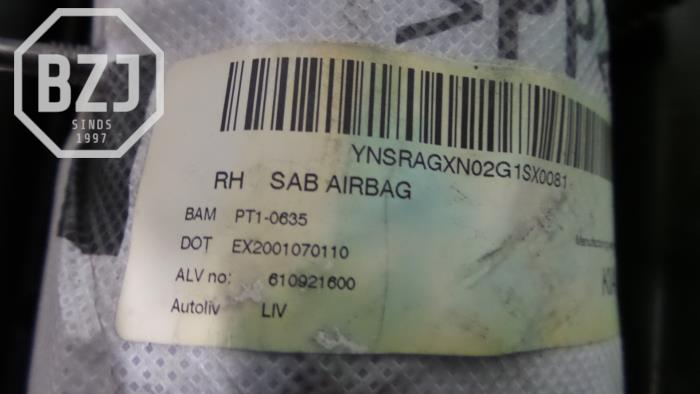 BZJ
SINDS
1997
YNSRAGXN02G1SX0081
RH SAB AIRBAG
BAM PT1-0635
DOT EX2001070110
ALV no: 610921600
Autoliv LIV